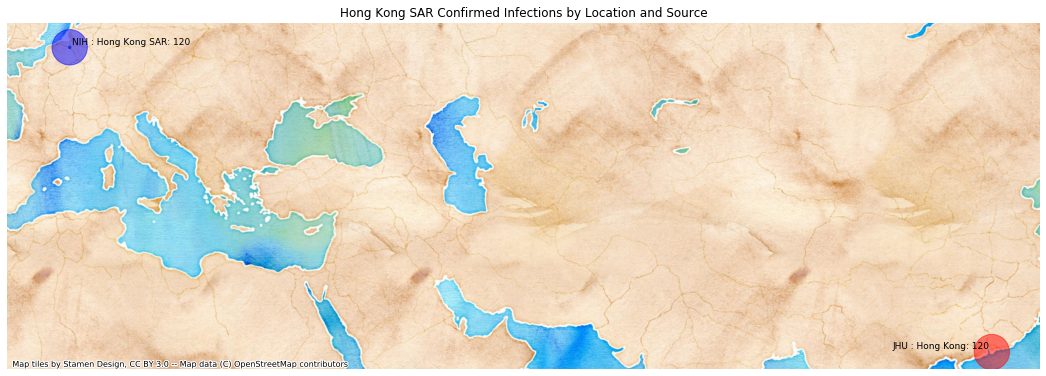 Hong Kong SAR Confirmed Infections by Location and Source
NIH : Hong Kong SAR: 120
JHU : Hong Kong: 120
Map tiles by Stamen Design, CC BY 3.0 -- Map data (C) OpenStreetMap contributors